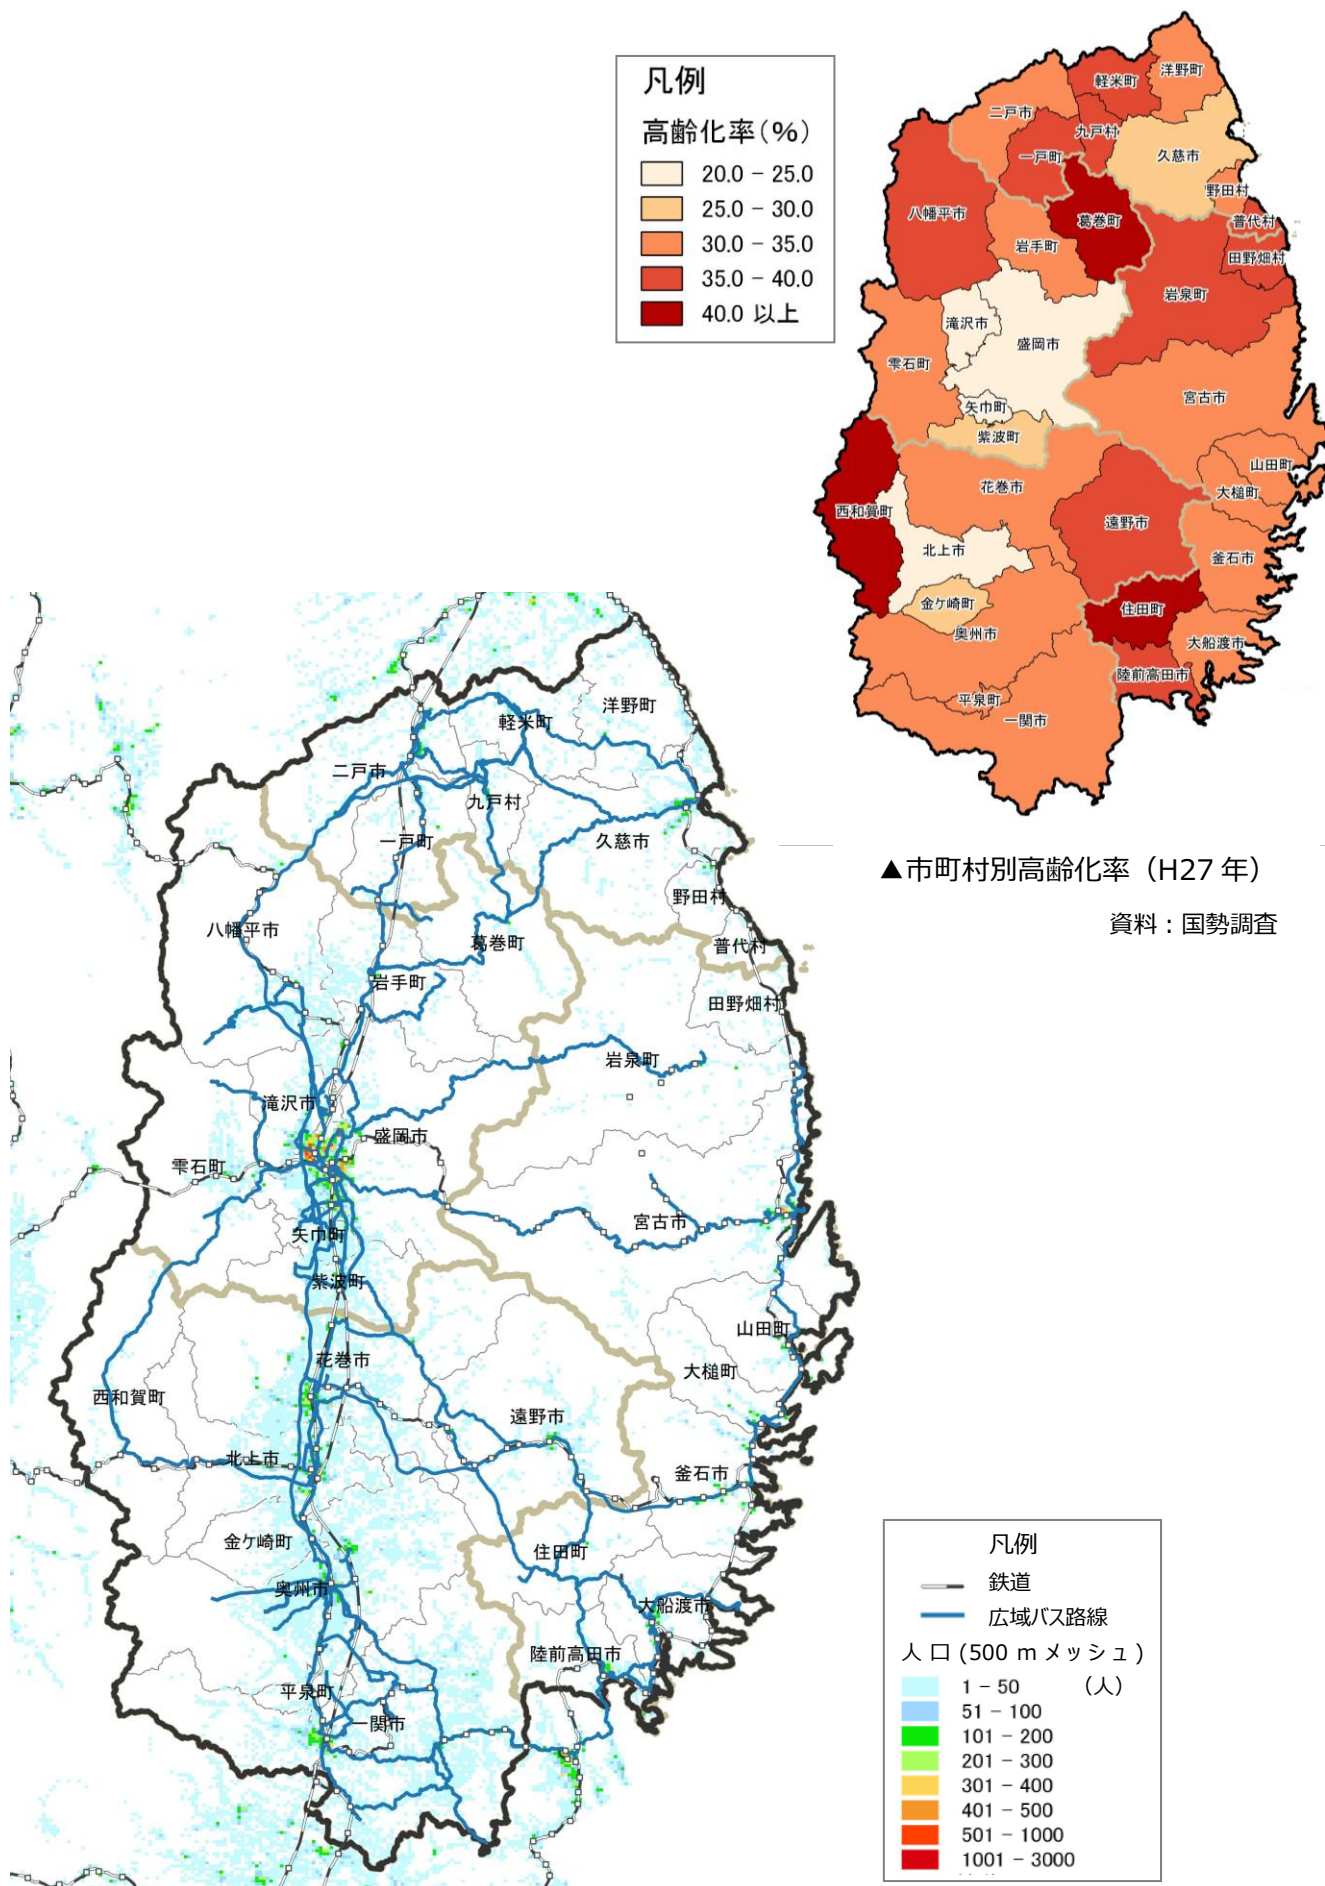 凡例
高齢化率(%)
20.0 - 25.0
25.0 - 30.0
30.0 - 35.0
35.0 - 40.0
40.0 以上
洋野町
軽米町
二戸市
九戸村
一戸町
久慈市
野田村
八幡平市
葛巻町
普代村
岩手町
田野畑村
岩泉町
滝沢市
盛岡市
雫石町
宮古市
矢巾町
紫波町
山田町
花巻市
大槌町
西和賀町
遠野市
北上市
釜石市
金ケ崎町
住田町
奥州市
大船渡市
陸前高田市
平泉町
一関市
▲市町村別高齢化率(H27 年)
資料:国勢調査
洋野町
軽米町
二戸市
九戸村
一戸町
久慈市
野田村
八幡平市
葛巻町
普代村
岩手町
田野畑村
岩泉町
滝沢市
盛岡市
雫石町
宮古市
矢巾町
紫波町
山田町
花巻市
大槌町
西和賀町
遠野市
北上市
釜石市
金ケ崎町
住田町
奥州市
大船渡市
陸前高田市
平泉町
一関市
凡例
鉄道
広域バス路線
人 口 (500 m メッシュ)
(人)
1 - 50
51 - 100
101 - 200
201 - 300
301 - 400
401 - 500
501 - 1000
1001 - 3000